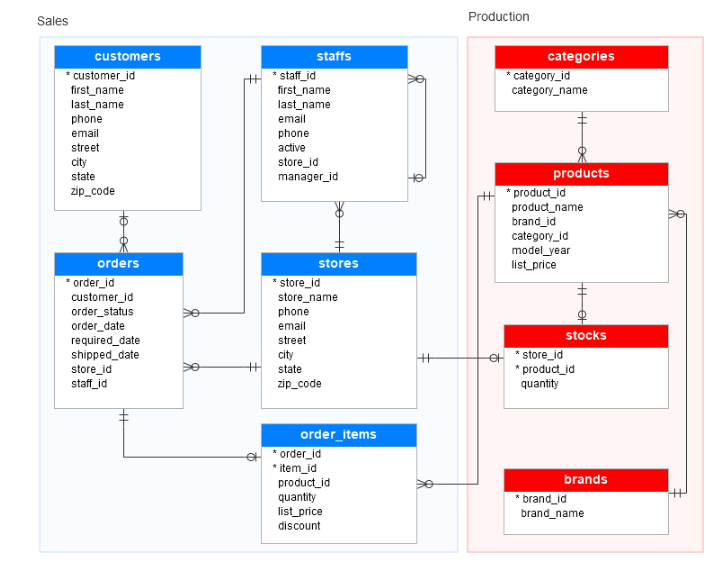 Sales
Production
customers
* customer_id
first_name
last_name
phone
email
street
city
state
zip_code
staffs
* staff_id
first_name
last_name
email
phone
active
store_id
manager_id
categories
* category_id
category_name
products
* product_id
product_name
brand_id
category_id
model_year
list_price
orders
* order_id
customer_id
order_status
order_date
required_date
shipped_date
store_id
staff_id
stores
* store_id
store_name
phone
email
street
city
state
zip_code
stocks
* store_id
* product_id
quantity
order_items
* order_id
* item_id
product_id
quantity
list_price
discount
brands
* brand_id
brand_name